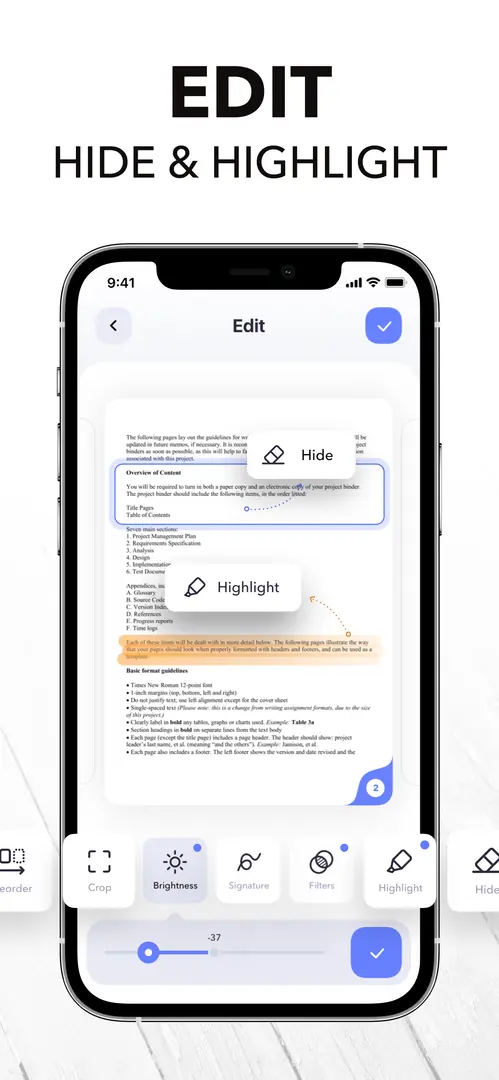 EDIT
HIDE & HIGHLIGHT
9:41
Edit
The following pages lay out the guidelines for
updated in future memos, if necessary. It is
binders as soon as possible, as this will help to
associated with this project.
Hide
Overview of Content
You will be required to turn in both a paper copy and an electronic copy of your project binder.
The project binder should include the following items, in the order listed:
Title Pages
Table of Contents
Seven main sections:
1. Project Management Plan
2. Requirements Specification
3. Analysis
4. Design
5. Implementation
6. Test
Highlight
Appendices,
A. Glossary
B. Source Code
C. Version
D. References
E. Progress reports
F. Time logs
Each of these items will be dealt with in more detail below. The following pages illustrate the way
that your pages should look when properly formatted with headers and footers, and can be used as a
template.
Basic format guidelines
• Times New Roman 12-point font
• 1-inch margins (top, bottom, left and right)
• Do not justify text; use left alignment except for the cover sheet
• Single-spaced text (Please note: this is a change from writing assignment formats, due to the size
of this project.)
• Clearly label in bold any tables, graphs or charts used. Example: Table 3a
• Section headings in bold on separate lines from the text body
• Each page (except the title page) includes a page header. The header should show: project
leader's last name, et al. (meaning "and the others"). Example: Jamison, et al.
• Each page also includes a footer. The left footer shows the version and date revised and the
2
eorder
Crop
Brightness
Signature
Filters
Highlight
Hide
-37